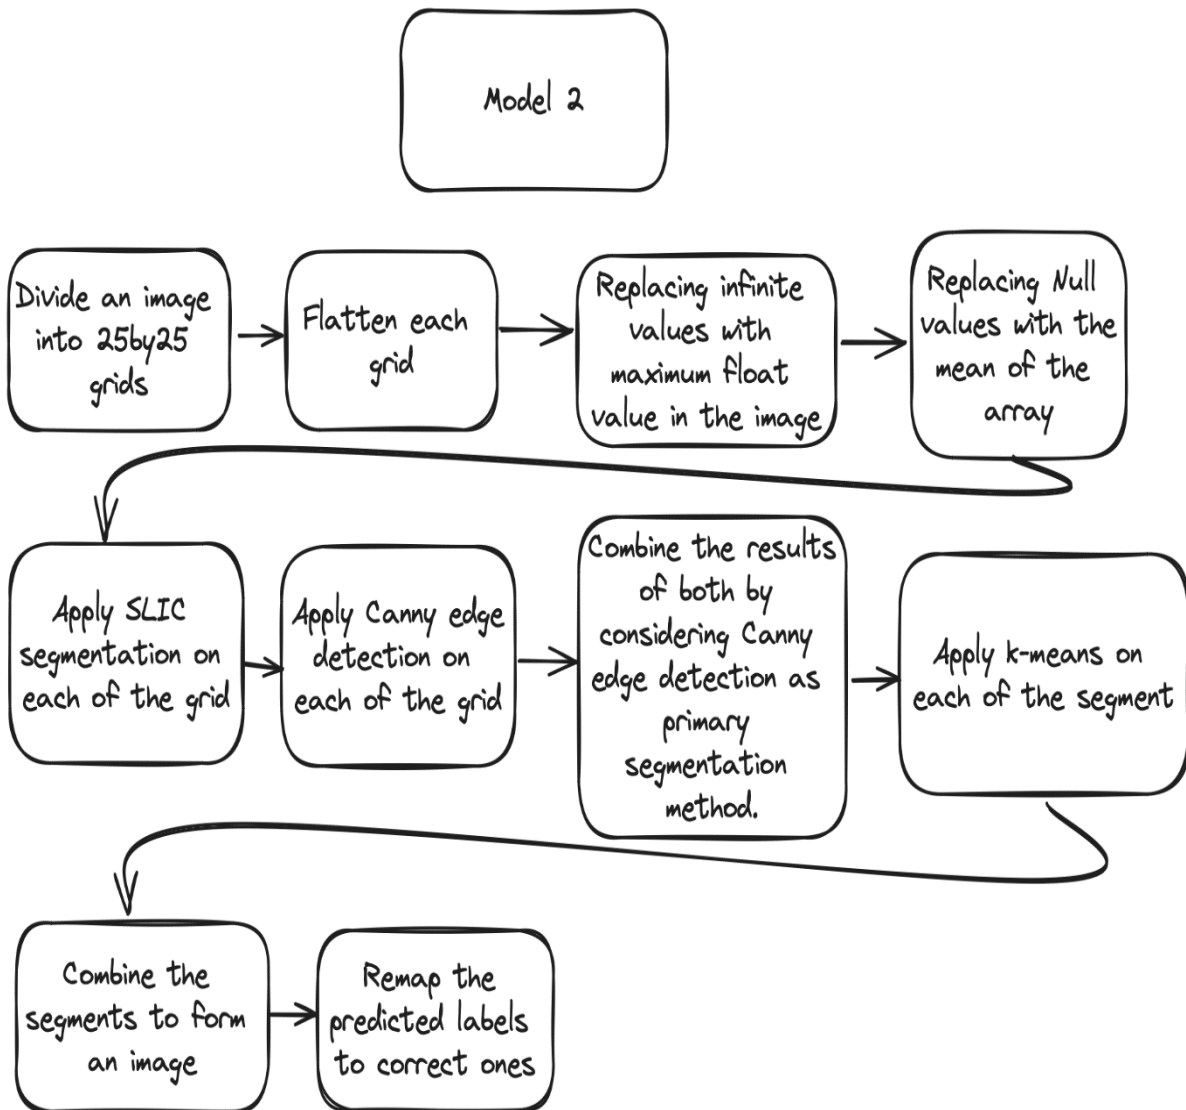 Model 2
Divide an image
into 25by25
grids
Flatten each
grid
Replacing infinite
values with
maximum float
value in the image
Replacing Null
values with the
mean of the
array
Apply SLIC
segmentation on
each of the grid
Apply Canny edge
detection on
each of the grid
Combine the results
of both by
considering Canny
edge detection as
primary
segmentation
method.
Apply k-means on
each of the segment
Combine the
segments to form
an image
Remap the
predicted labels
to correct ones